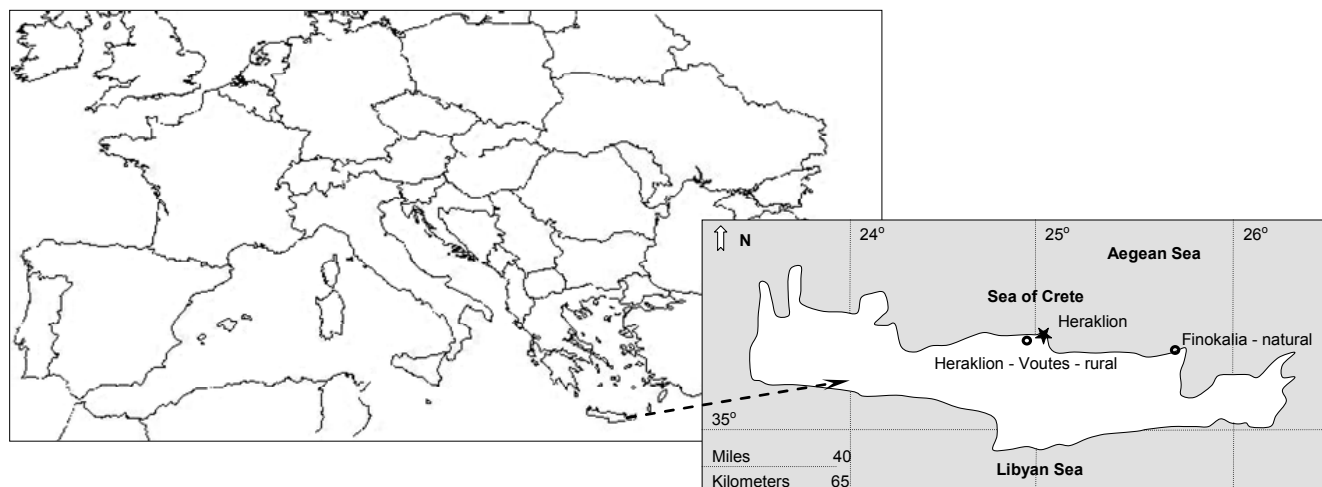 N
24°
25°
26°
Aegean Sea
Sea of Crete
Heraklion
Finokalia - natural
Heraklion - Voutes - rural
35°
Miles 40
Libyan Sea
Kilometers 65